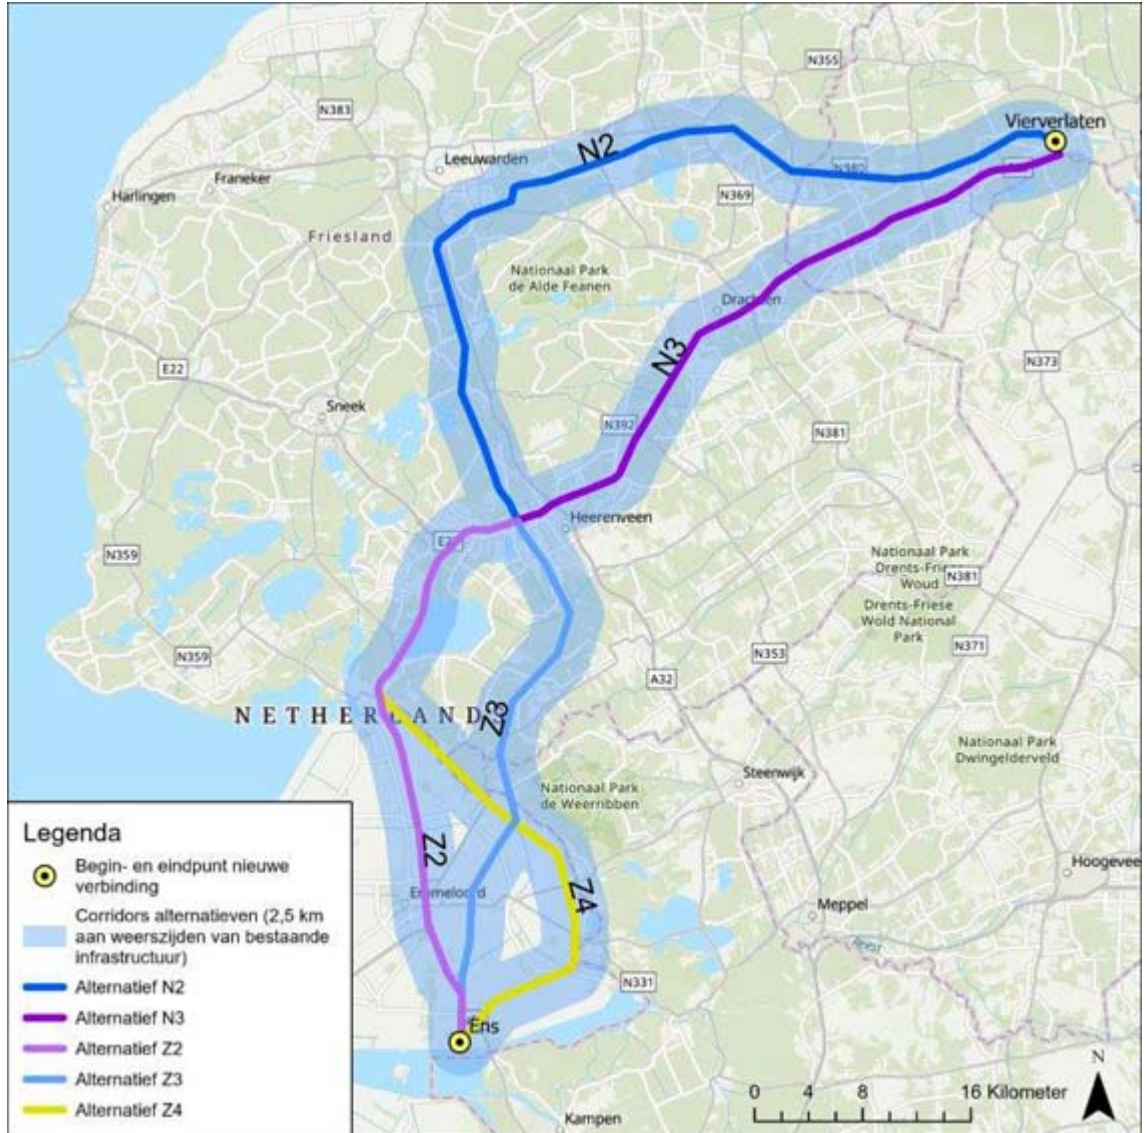 N355
N383
Vierverlaten
N2
Leeuwarden
Franeker
N369
Harlingen
Friesland
Nationaal Park
de Alde Feanen
Drachten
N3
N373
E22
Sneek
N392
N381
Heerenveen
N359
Nationaal Park
Drents-Friese
Woud
N381
Drents-Friese
Wold National
Park
N371
N359
N353
A32
NETHERLANDS
Z3
Nationaal Park
Dwingelderveld
Steenwijk
Nationaal Park
de Weerribben
Z2
Z4
Emmeloord
Hoogevee
Meppel
Reest
N331
Ens
Kampen
Legenda
Begin- en eindpunt nieuwe
verbinding
Corridors alternatieven (2,5 km
aan weerszijden van bestaande
infrastructuur)
Alternatief N2
Alternatief N3
Alternatief Z2
Alternatief Z3
Alternatief Z4
N
0 4 8 16 Kilometer